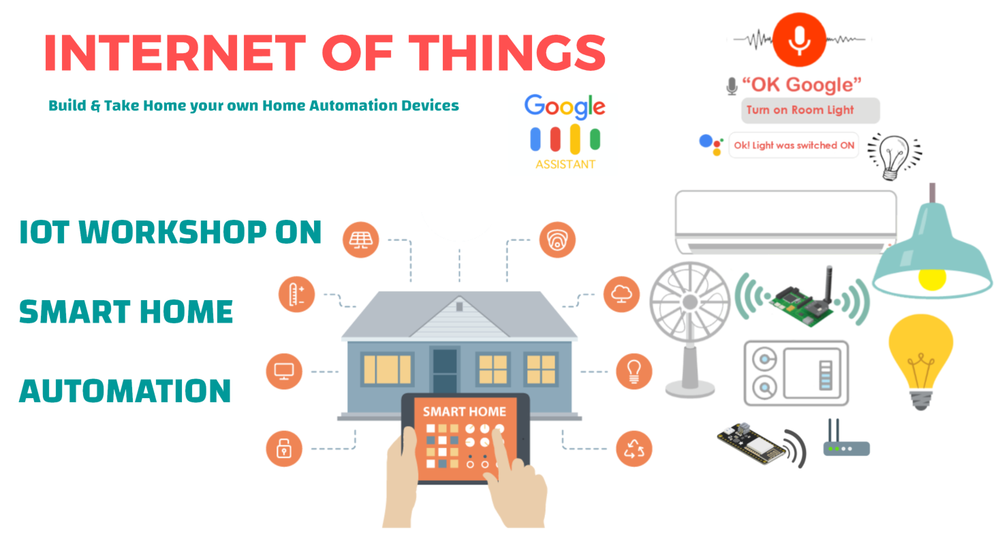 INTERNET OF THINGS
Build & Take Home your own Home Automation Devices
Google
ASSISTANT
“OK Google”
Turn on Room Light
Ok! Light was switched ON
IOT WORKSHOP ON
SMART HOME
AUTOMATION
SMART HOME